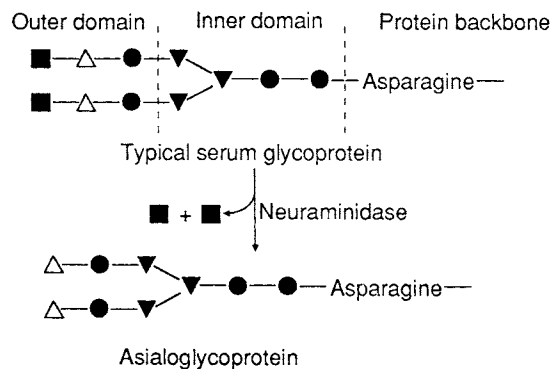 Outer domain Inner domain Protein backbone
Asparagine
Typical serum glycoprotein
+ Neuraminidase
Asparagine
Asialoglycoprotein